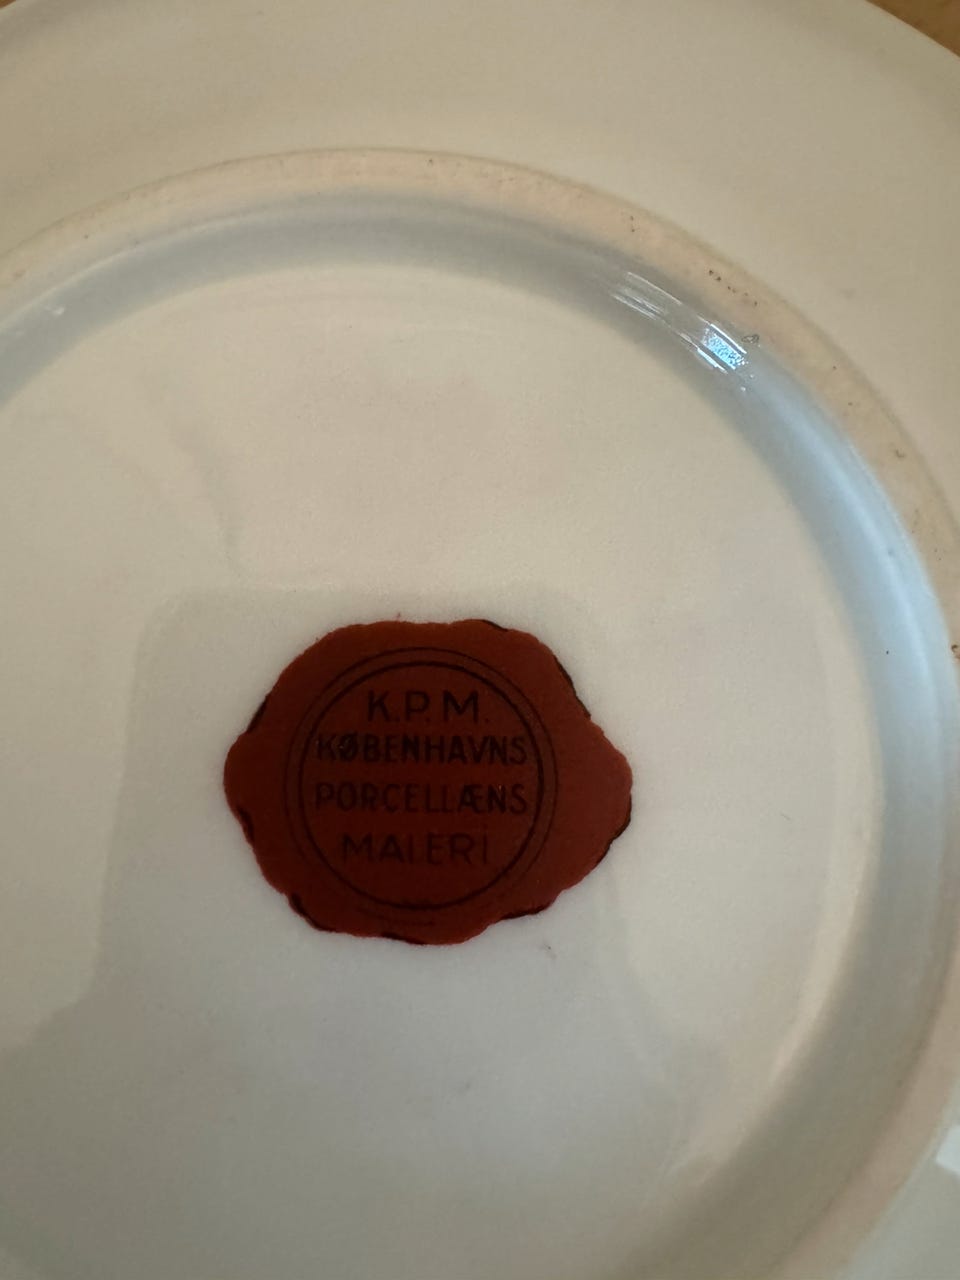 K.P.M.
KØBENHAVNS
PORCELLÆNS
MALERI